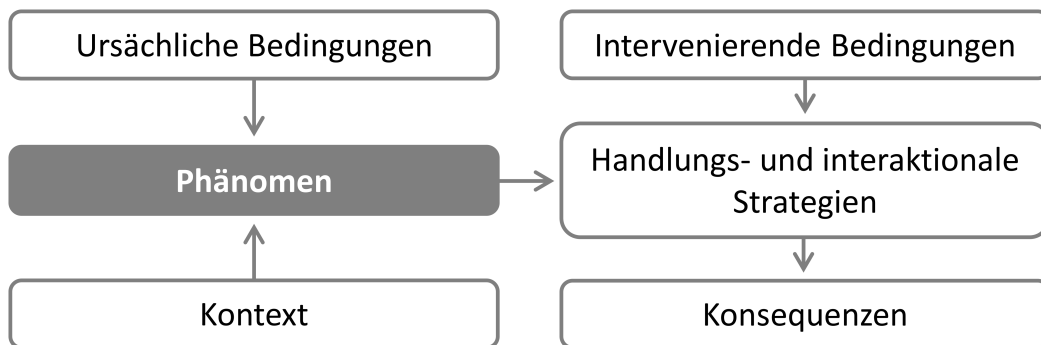 Ursächliche Bedingungen
Intervenierende Bedingungen
Phänomen
Handlungs- und interaktionale
Strategien
Kontext
Konsequenzen